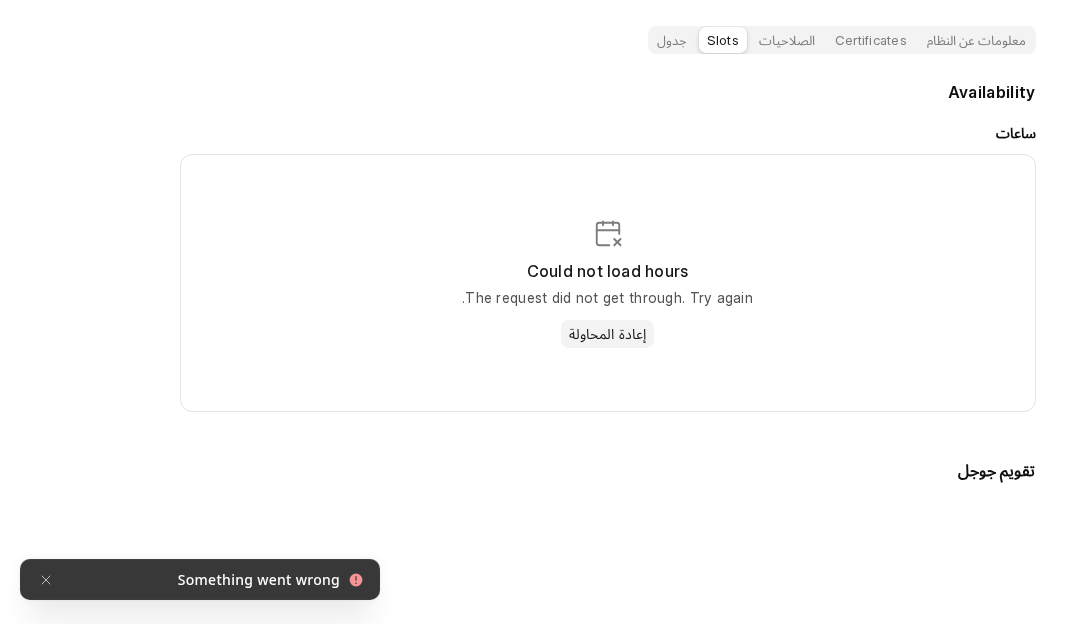 معلومات عن النظام
Certificates
الصلاحيات
Slots
جدول
Availability
ساعات
Could not load hours
The request did not get through. Try again.
إعادة المحاولة
تقويم جوجل
Something went wrong